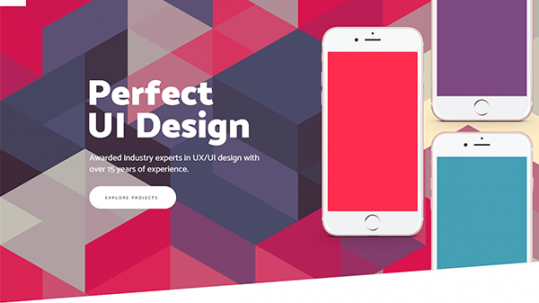 Perfect
UI Design
Awarded industry experts in UX/UI design with
over 15 years of experience.
EXPLORE PROJECTS